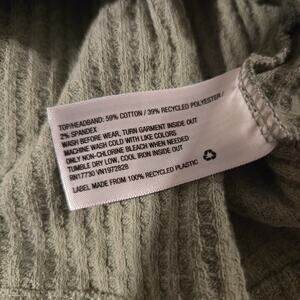 TOP/HEADBAND: 59% COTTON / 39% RECYCLED POLYESTER /
2% SPANDEX
WASH BEFORE WEAR, TURN GARMENT INSIDE OUT
MACHINE WASH COLD WITH LIKE COLORS
ONLY NON-CHLORINE BLEACH WHEN NEEDED
TUMBLE DRY LOW, COOL IRON INSIDE OUT
RN17730 VN1972828
LABEL MADE FROM 100% RECYCLED PLASTIC